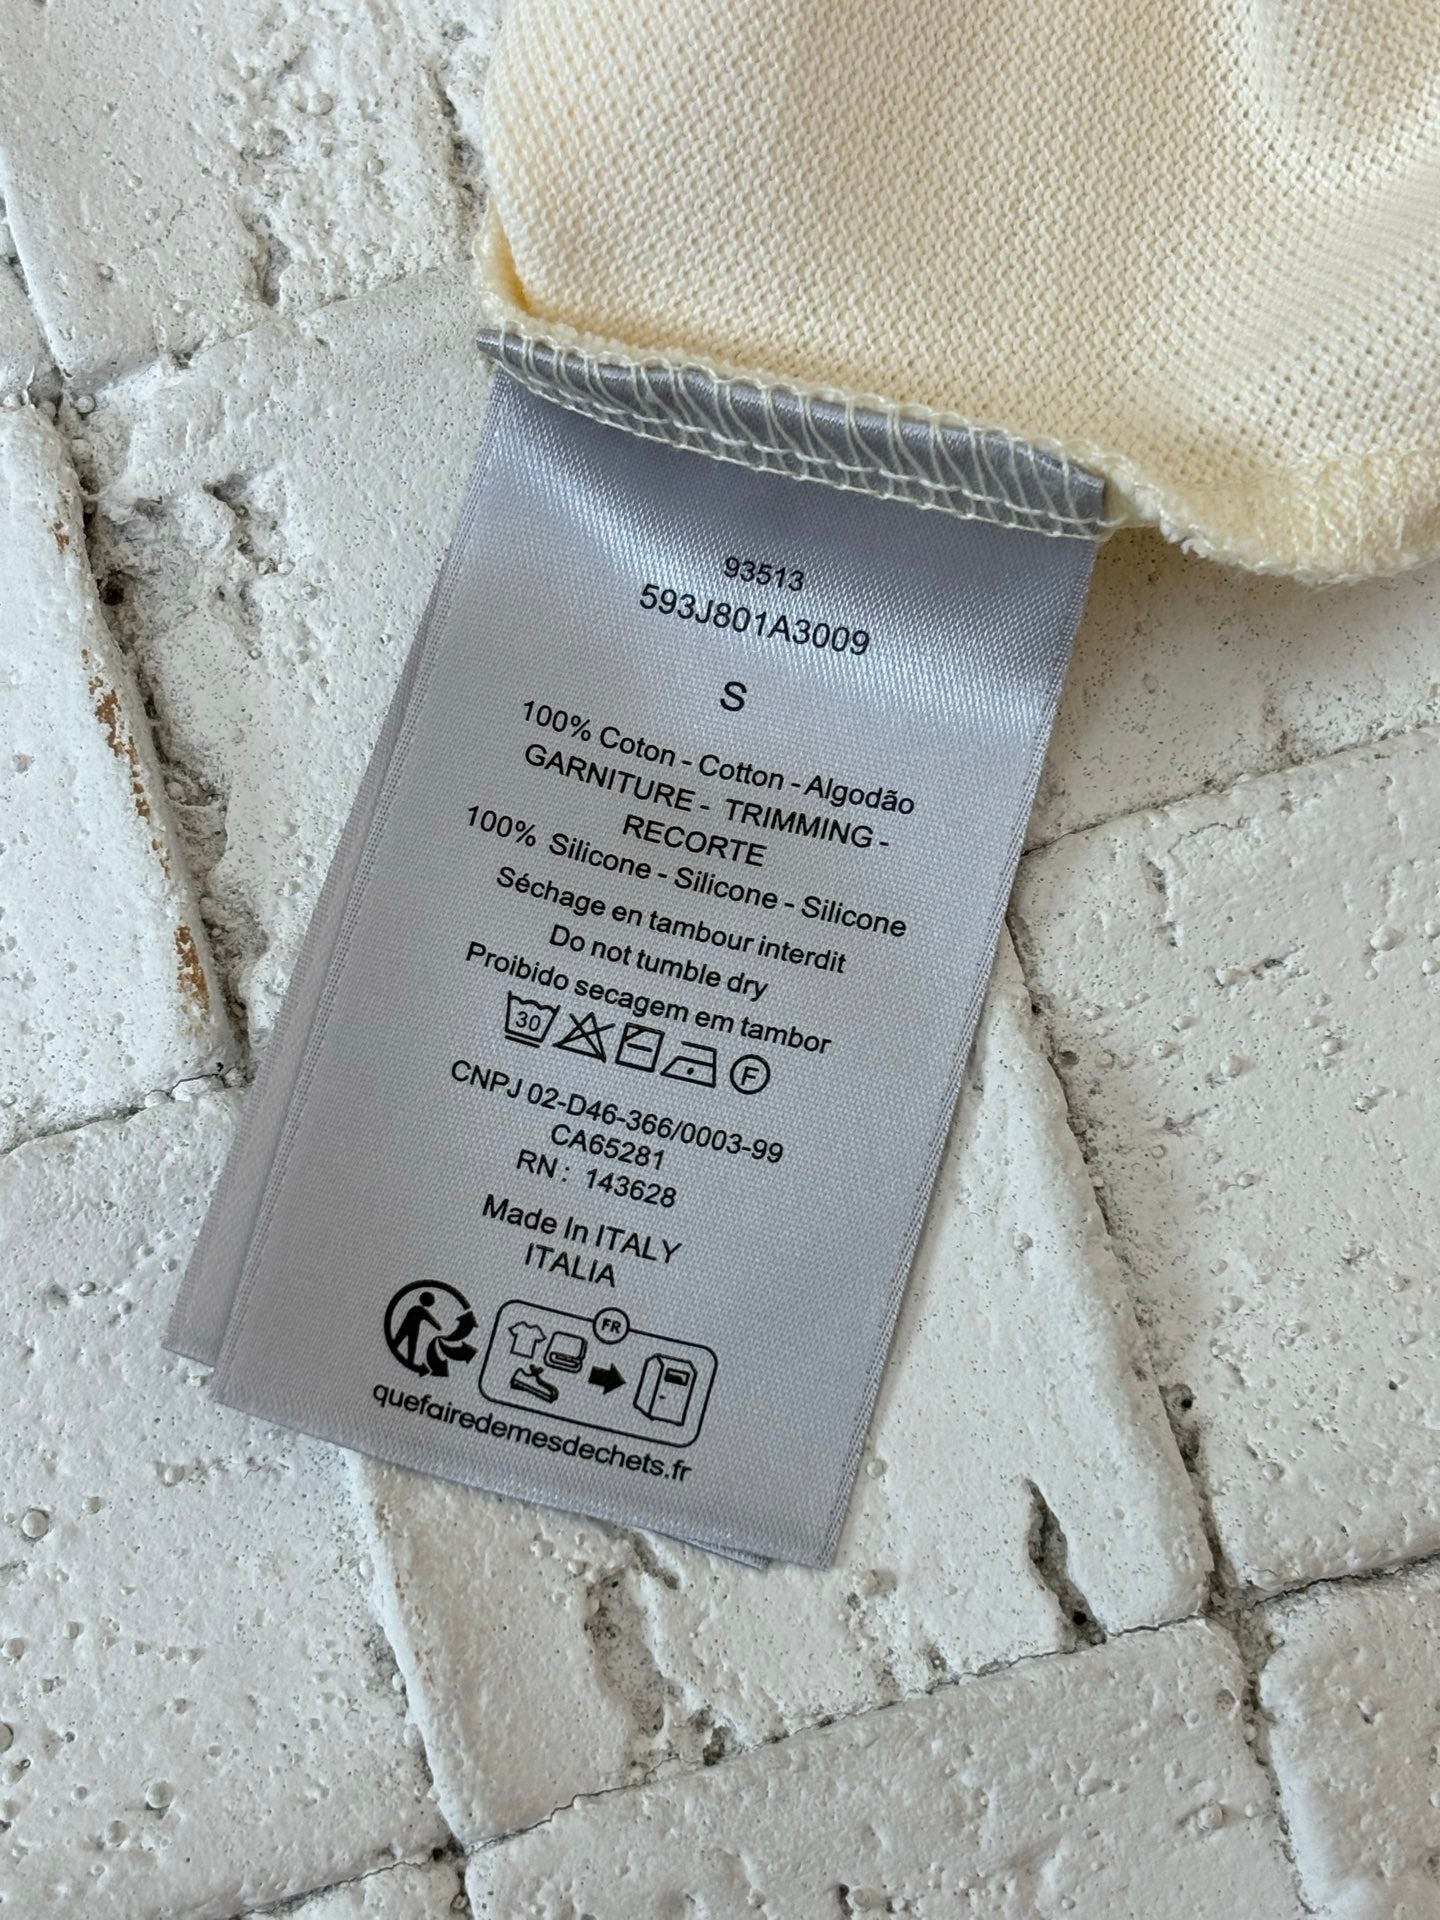 93513
593J801A3009
S
100% Coton - Cotton - Algodão
GARNITURE - TRIMMING -
RECORTE
100% Silicone - Silicone - Silicone
Séchage en tambour interdit
Do not tumble dry
Proibido secagem em tambor
30 F
CNPJ 02-D46-366/0003-99
CA65281
RN : 143628
Made In ITALY
ITALIA
FR
quefairedemesdechets.fr